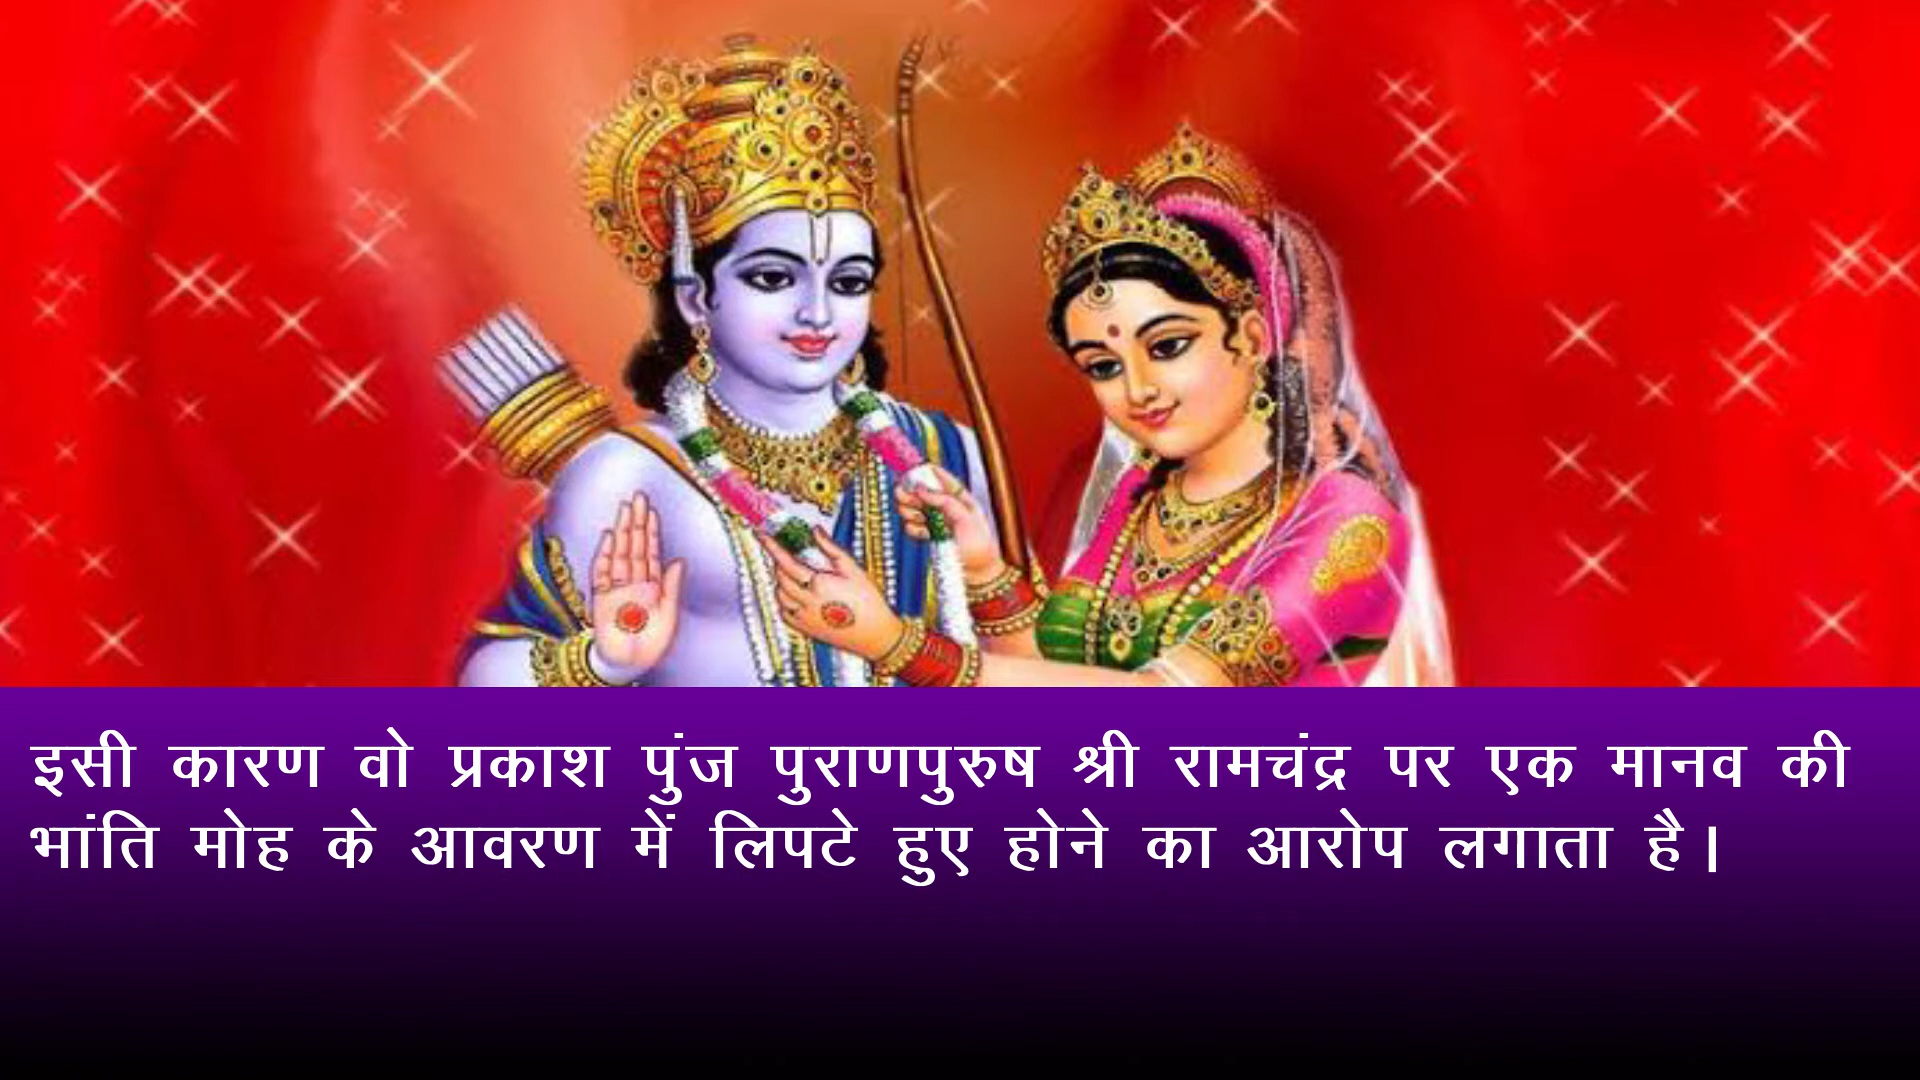 इसी कारण वो प्रकाश पुंज पुराणपुरुष श्री रामचंद्र पर एक मानव की
भांति मोह के आवरण में लिपटे हुए होने का आरोप लगाता है।